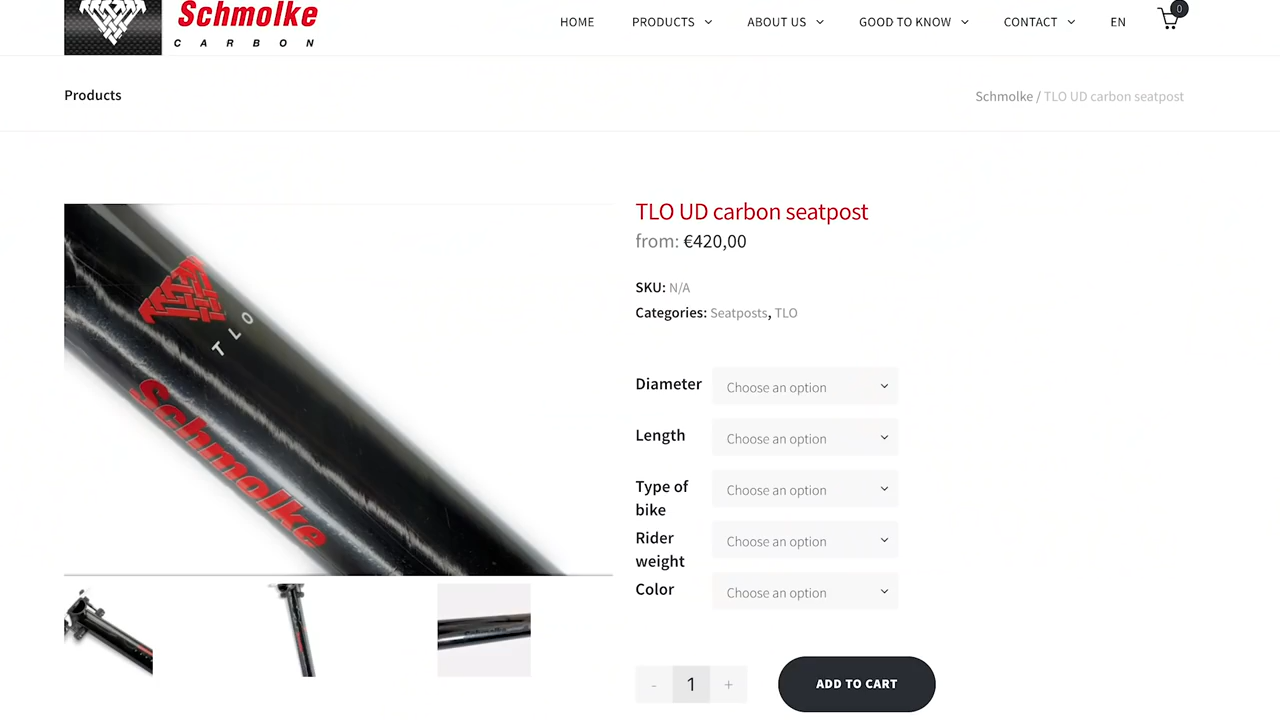 Schmolke
CARBON
HOME
PRODUCTS
ABOUT US
GOOD TO KNOW
CONTACT
EN
0
Products
Schmolke / TLO UD carbon seatpost
TLO
Schmolke
TLO UD carbon seatpost
from: €420,00
SKU: N/A
Categories: Seatposts, TLO
Diameter
Choose an option
Length
Choose an option
Type of
bike
Choose an option
Rider
weight
Choose an option
Color
Choose an option
- 1 +
ADD TO CART